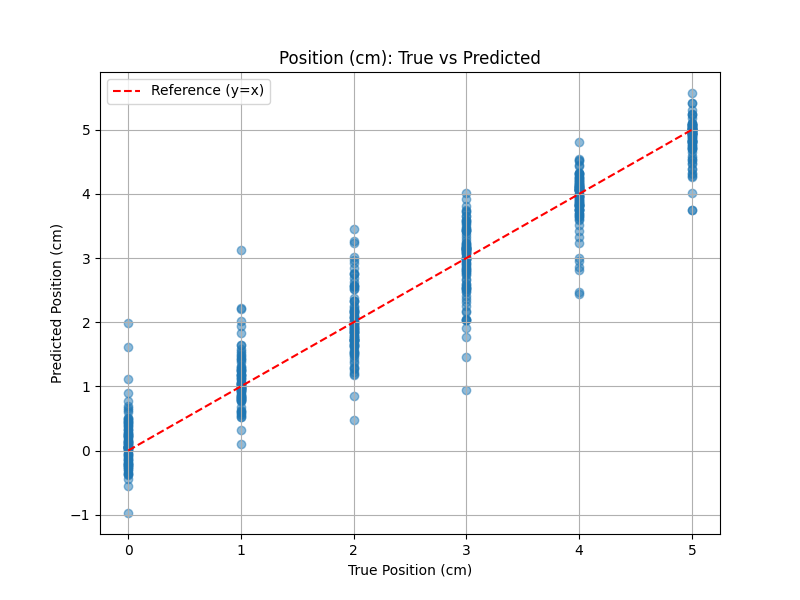 Position (cm): True vs Predicted
Reference (y=x)
5
4
3
2
1
0
−1
Predicted Position (cm)
0 1 2 3 4 5
True Position (cm)